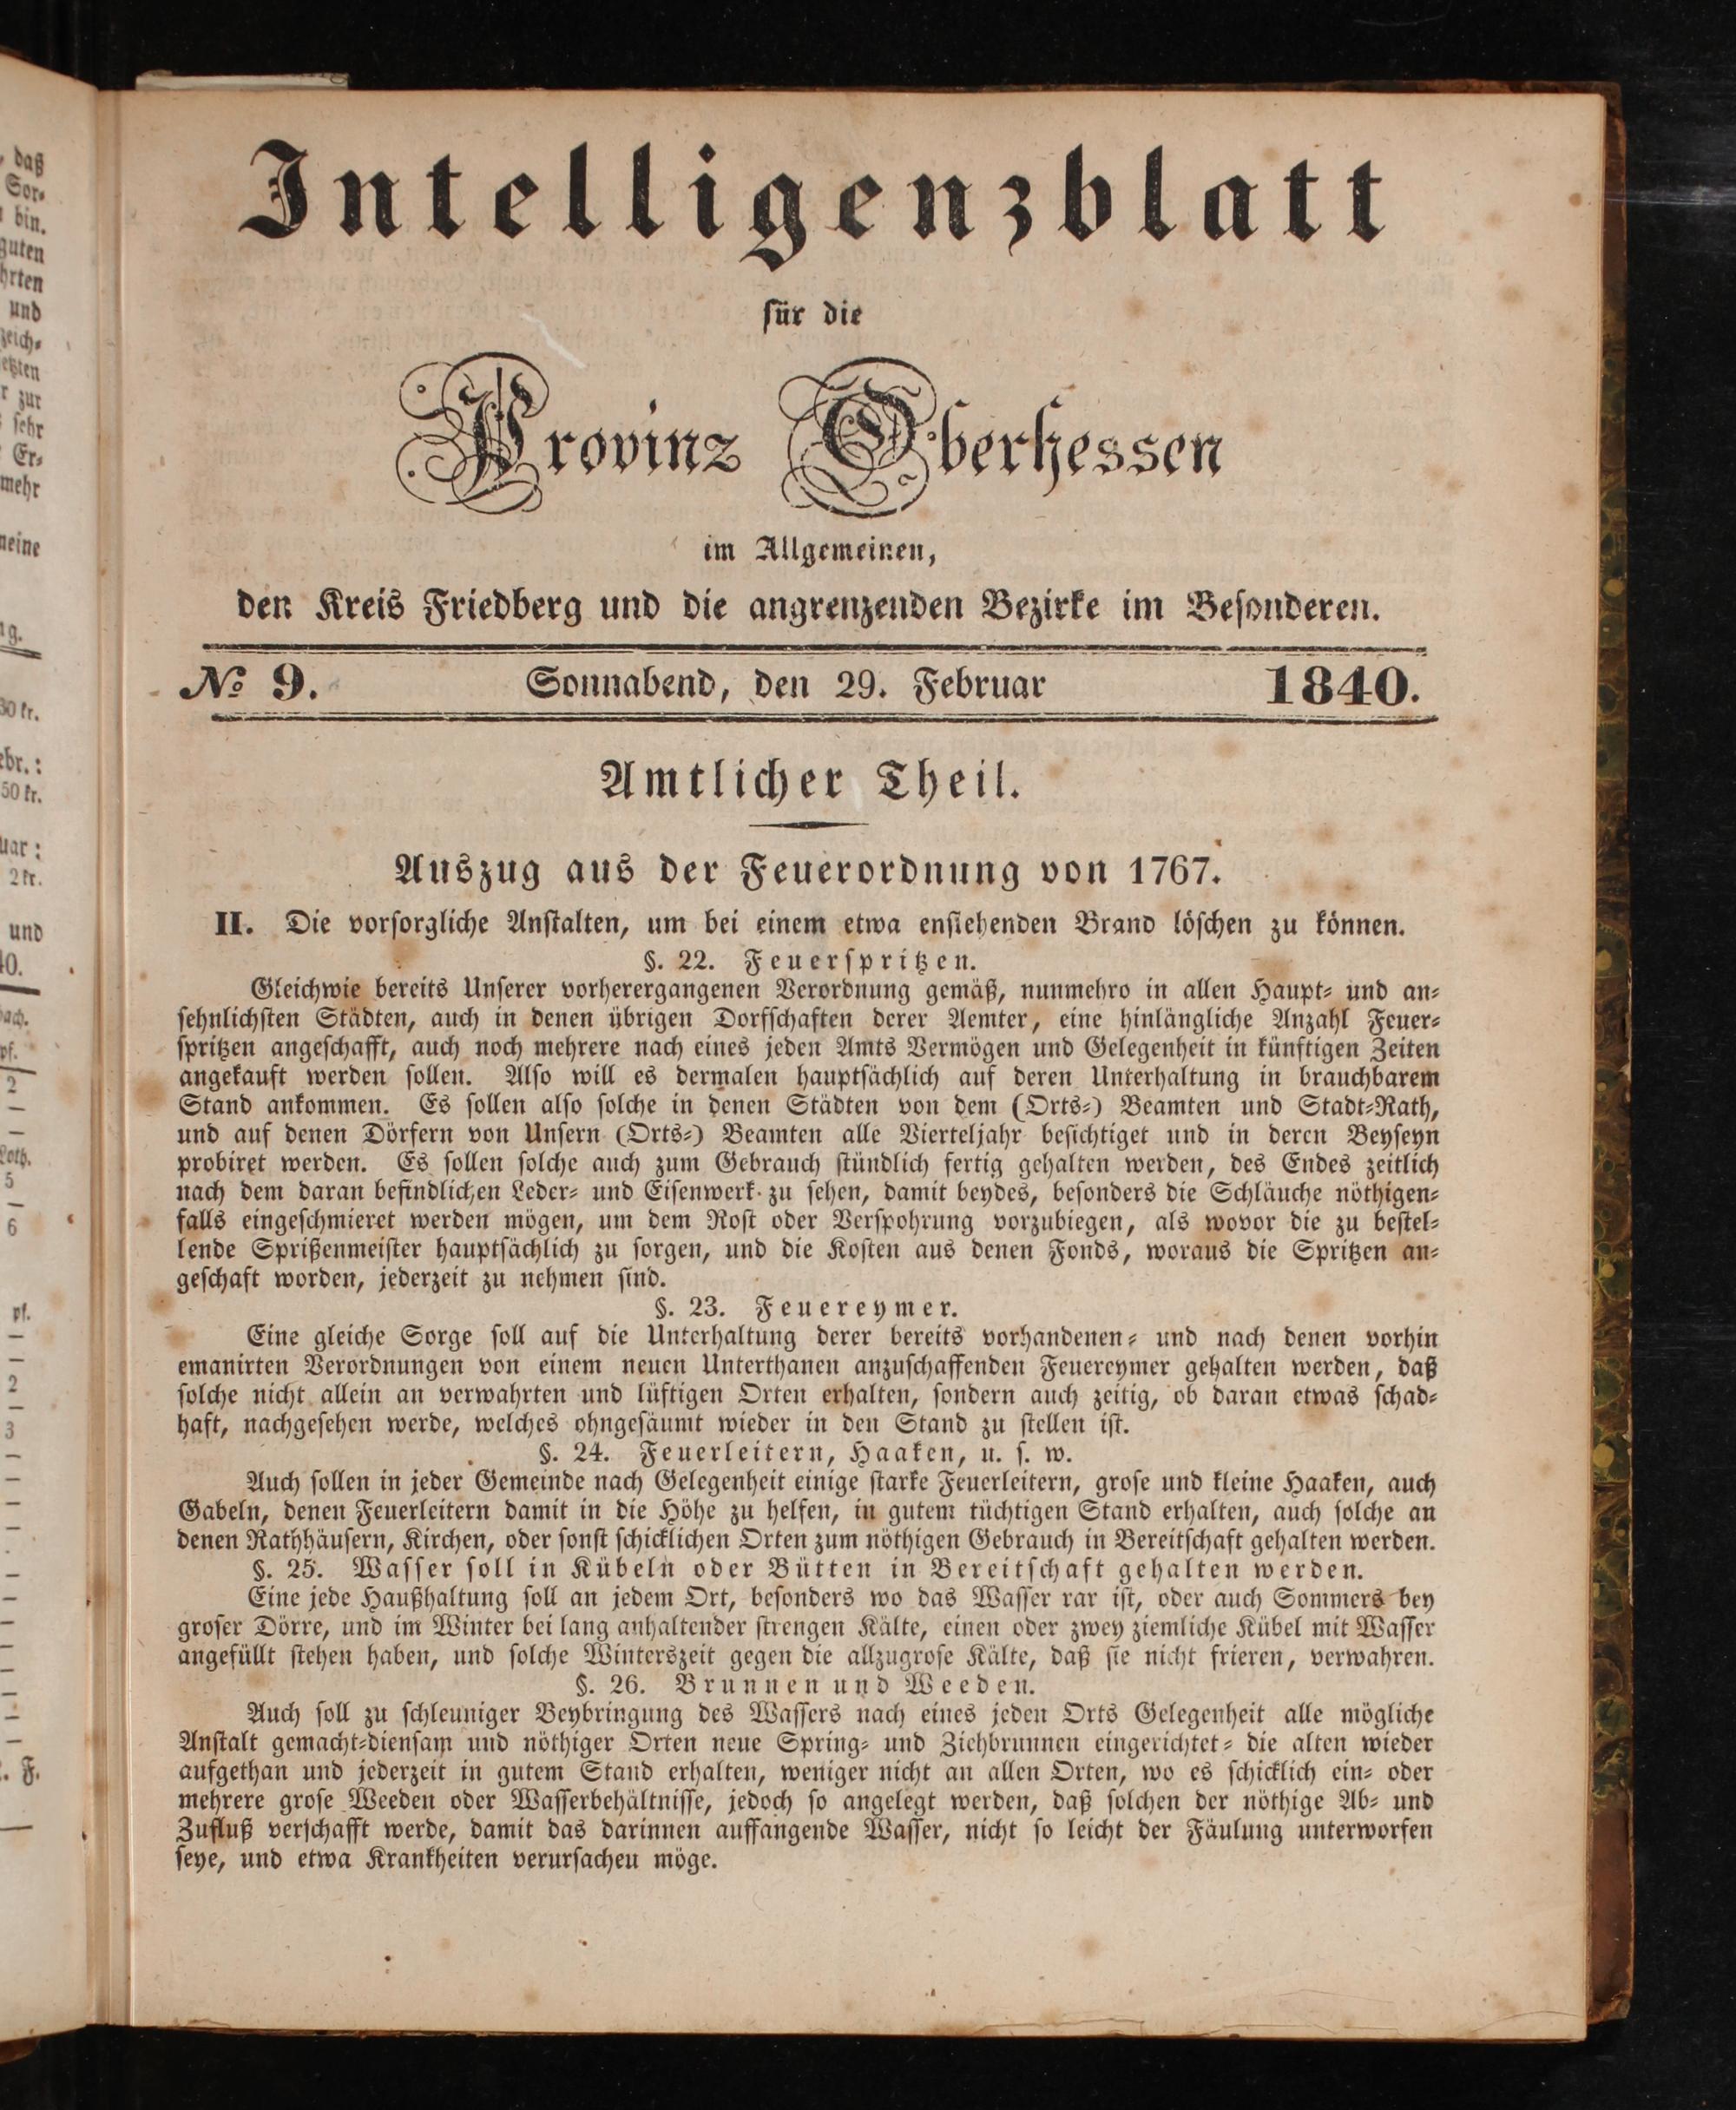 Intelligenzblatt
für die
Provinz Oberhessen
im Allgemeinen,
den Kreis Friedberg und die angrenzenden Bezirke im Besonderen.
No 9. Sonnabend, den 29. Februar 1840.
Amtlicher Theil.
Auszug aus der Feuerordnung von 1767.
II. Die vorsorgliche Anstalten, um bei einem etwa enstehenden Brand löschen zu können.
§. 22. Feuerspritzen.
Gleichwie bereits Unserer vorherergangenen Verordnung gemäß, nunmehro in allen Haupt- und an-
sehnlichsten Städten, auch in denen übrigen Dorfschaften derer Aemter, eine hinlängliche Anzahl Feuer-
spritzen angeschafft, auch noch mehrere nach eines jeden Amts Vermögen und Gelegenheit in künftigen Zeiten
angekauft werden sollen. Also will es dermalen hauptsächlich auf deren Unterhaltung in brauchbarem
Stand ankommen. Es sollen also solche in denen Städten von dem (Orts-) Beamten und Stadt-Rath,
und auf denen Dörfern von Unsern (Orts-) Beamten alle Vierteljahr besichtiget und in deren Beyseyn
probiret werden. Es sollen solche auch zum Gebrauch stündlich fertig gehalten werden, des Endes zeitlich
nach dem daran befindlichen Leder- und Eisenwerk zu sehen, damit beydes, besonders die Schläuche nöthigen-
falls eingeschmieret werden mögen, um dem Rost oder Verspohrung vorzubiegen, als wovor die zu bestel-
lende Sprißenmeister hauptsächlich zu sorgen, und die Kosten aus denen Fonds, woraus die Spritzen an-
geschaft worden, jederzeit zu nehmen sind.
§. 23. Feuereymer.
Eine gleiche Sorge soll auf die Unterhaltung derer bereits vorhandenen- und nach denen vorhin
emanirten Verordnungen von einem neuen Unterthanen anzuschaffenden Feuereymer gehalten werden, daß
solche nicht allein an verwahrten und lüftigen Orten erhalten, sondern auch zeitig, ob daran etwas schad-
haft, nachgesehen werde, welches ohngesäumt wieder in den Stand zu stellen ist.
§. 24. Feuerleitern, Haaken, u. s. w.
Auch sollen in jeder Gemeinde nach Gelegenheit einige starke Feuerleitern, grose und kleine Haaken, auch
Gabeln, denen Feuerleitern damit in die Höhe zu helfen, in gutem tüchtigen Stand erhalten, auch solche an
denen Rathhäusern, Kirchen, oder sonst schicklichen Orten zum nöthigen Gebrauch in Bereitschaft gehalten werden.
§. 25. Wasser soll in Kübeln oder Bütten in Bereitschaft gehalten werden.
Eine jede Haußhaltung soll an jedem Ort, besonders wo das Wasser rar ist, oder auch Sommers bey
groser Dörre, und im Winter bei lang anhaltender strengen Kälte, einen oder zwey ziemliche Kübel mit Wasser
angefüllt stehen haben, und solche Winterszeit gegen die allzugrose Kälte, daß sie nicht frieren, verwahren.
§. 26. Brunnen und Weeden.
Auch soll zu schleuniger Beybringung des Wassers nach eines jeden Orts Gelegenheit alle mögliche
Anstalt gemacht-diensam und nöthiger Orten neue Spring- und Ziehbrunnen eingerichtet- die alten wieder
aufgethan und jederzeit in gutem Stand erhalten, weniger nicht an allen Orten, wo es schicklich ein- oder
mehrere grose Weeden oder Wasserbehältnisse, jedoch so angelegt werden, daß solchen der nöthige Ab- und
Zufluß verschafft werde, damit das darinnen auffangende Wasser, nicht so leicht der Fäulung unterworfen
seye, und etwa Krankheiten verursacheu möge.